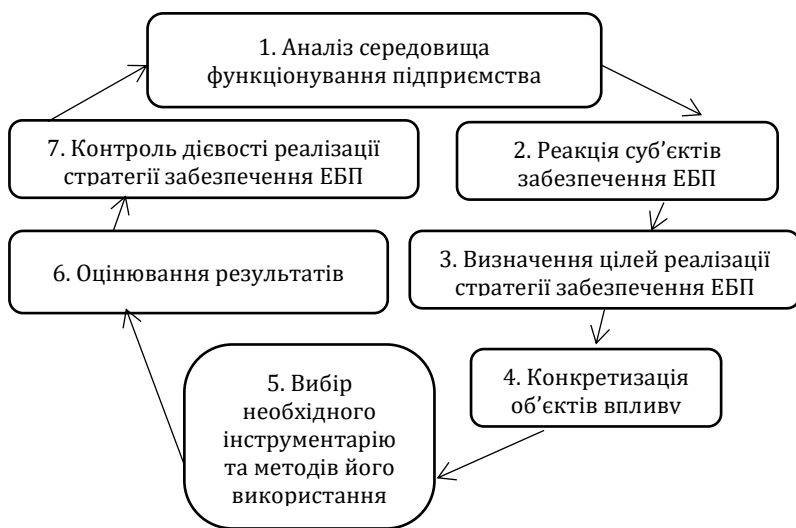 1. Аналіз середовища
функціонування підприємства
2. Реакція суб’єктів
забезпечення ЕБП
3. Визначення цілей реалізації
стратегії забезпечення ЕБП
4. Конкретизація
об’єктів впливу
5. Вибір
необхідного
інструментарію
та методів його
використання
6. Оцінювання результатів
7. Контроль дієвості реалізації
стратегії забезпечення ЕБП